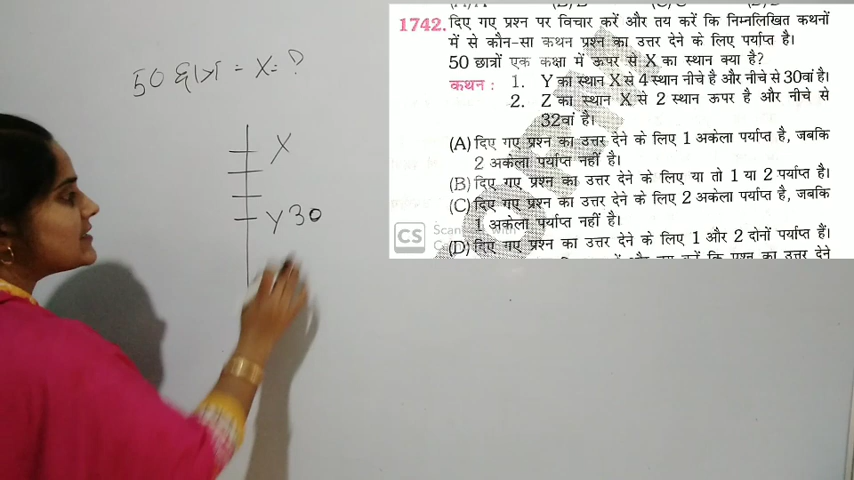 50 छात्र = X = ?
X
Y 30
1742. दिए गए प्रश्न पर विचार करें और तय करें कि निम्नलिखित कथनों
में से कौन-सा कथन प्रश्न का उत्तर देने के लिए पर्याप्त है।
50 छात्रों एक कक्षा में ऊपर से X का स्थान क्या है?
कथन : 1. Y का स्थान X से 4 स्थान नीचे है और नीचे से 30वां है।
2. Z का स्थान X से 2 स्थान ऊपर है और नीचे से
32वां है।
(A) दिए गए प्रश्न का उत्तर देने के लिए 1 अकेला पर्याप्त है, जबकि
2 अकेला पर्याप्त नहीं है।
(B) दिए गए प्रश्न का उत्तर देने के लिए या तो 1 या 2 पर्याप्त है।
(C) दिए गए प्रश्न का उत्तर देने के लिए 2 अकेला पर्याप्त है, जबकि
1 अकेला पर्याप्त नहीं है।
(D) दिए गए प्रश्न का उत्तर देने के लिए 1 और 2 दोनों पर्याप्त हैं।
CS